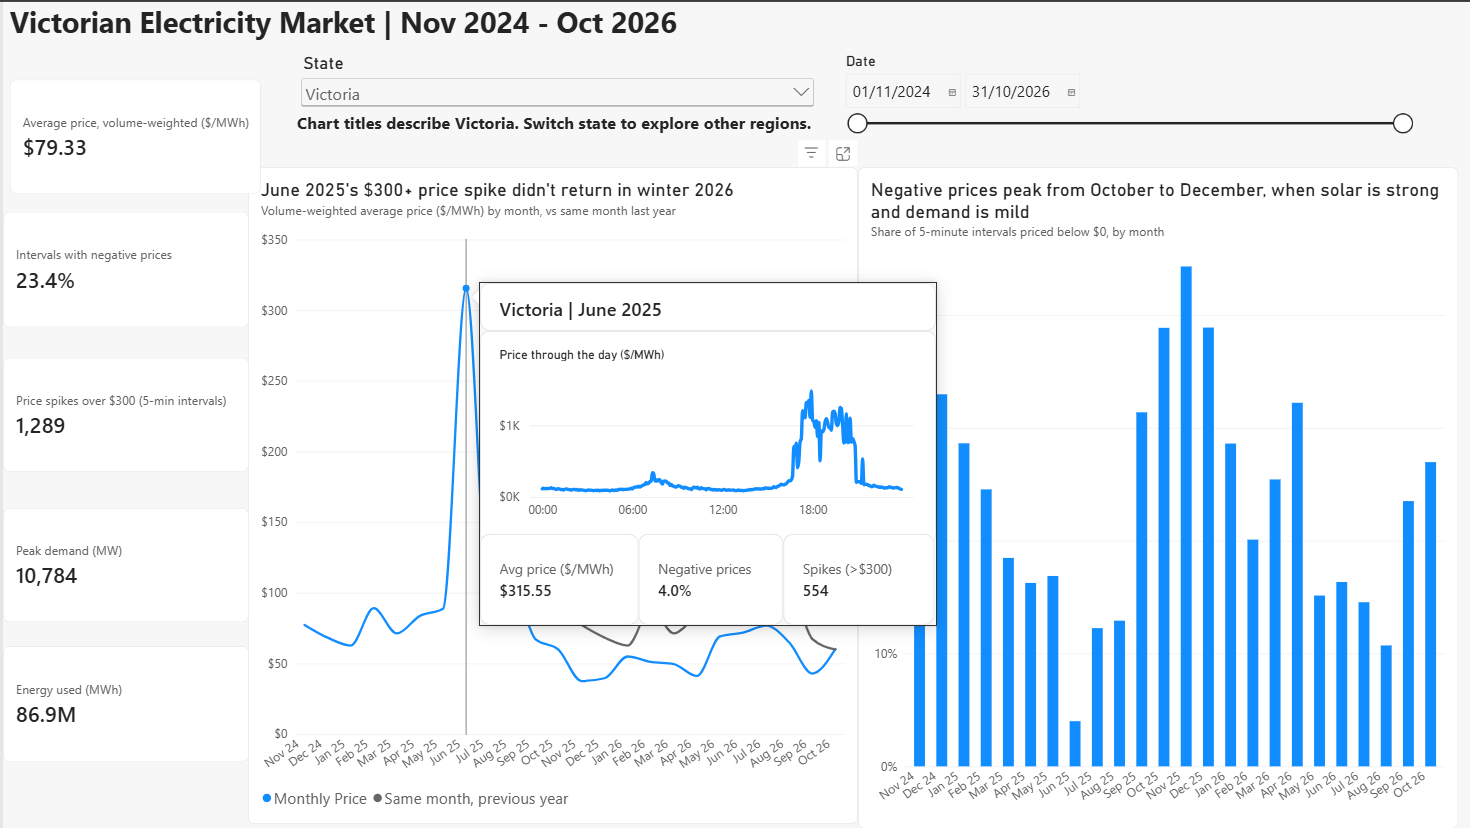 Victorian Electricity Market | Nov 2024 - Oct 2026
State
Victoria
Chart titles describe Victoria. Switch state to explore other regions.
Date
01/11/2024
31/10/2026
Average price, volume-weighted ($/MWh)
$79.33
Intervals with negative prices
23.4%
Price spikes over $300 (5-min intervals)
1,289
Peak demand (MW)
10,784
Energy used (MWh)
86.9M
June 2025's $300+ price spike didn't return in winter 2026
Volume-weighted average price ($/MWh) by month, vs same month last year
$350
$300
$250
$200
$150
$100
$50
$0
Nov 24
Dec 24
Jan 25
Feb 25
Mar 25
Apr 25
May 25
Jun 25
Jul 25
Aug 25
Sep 25
Oct 25
Nov 25
Dec 25
Jan 26
Feb 26
Mar 26
Apr 26
May 26
Jun 26
Jul 26
Aug 26
Sep 26
Oct 26
Monthly Price
Same month, previous year
Victoria | June 2025
Price through the day ($/MWh)
$1K
$0K
00:00
06:00
12:00
18:00
Avg price ($/MWh)
$315.55
Negative prices
4.0%
Spikes (>$300)
554
Negative prices peak from October to December, when solar is strong
and demand is mild
Share of 5-minute intervals priced below $0, by month
10%
0%
Nov 24
Dec 24
Jan 25
Feb 25
Mar 25
Apr 25
May 25
Jun 25
Jul 25
Aug 25
Sep 25
Oct 25
Nov 25
Dec 25
Jan 26
Feb 26
Mar 26
Apr 26
May 26
Jun 26
Jul 26
Aug 26
Sep 26
Oct 26